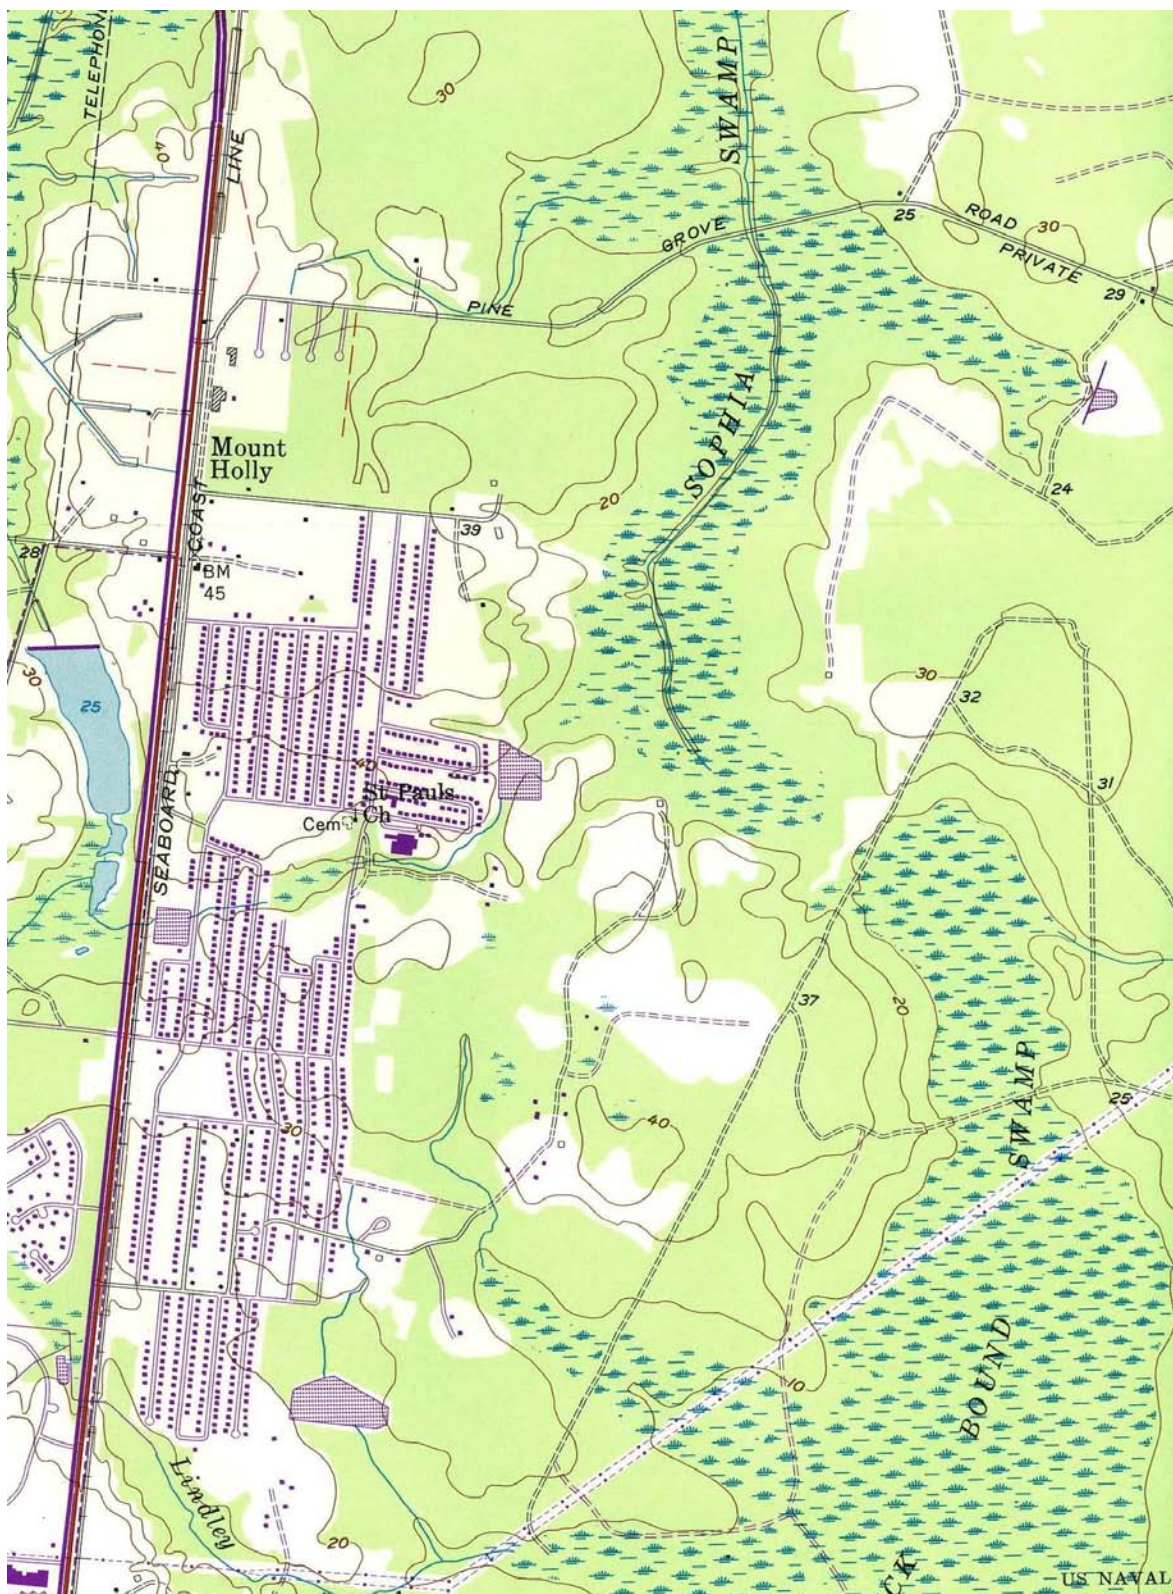 TELEPHONE
30
SWAMP
40
LINE
GROVE
25
ROAD
30
PRIVATE
29
PINE
SOPHIA
Mount
Holly
20
24
COAST
39
28
BM
45
30
25
30
32
40
31
SEABOARD
St Pauls
Ch
Cem
37
20
SWAMP
25
30
40
BOUND
10
Lindley
20
CK
US NAVAL